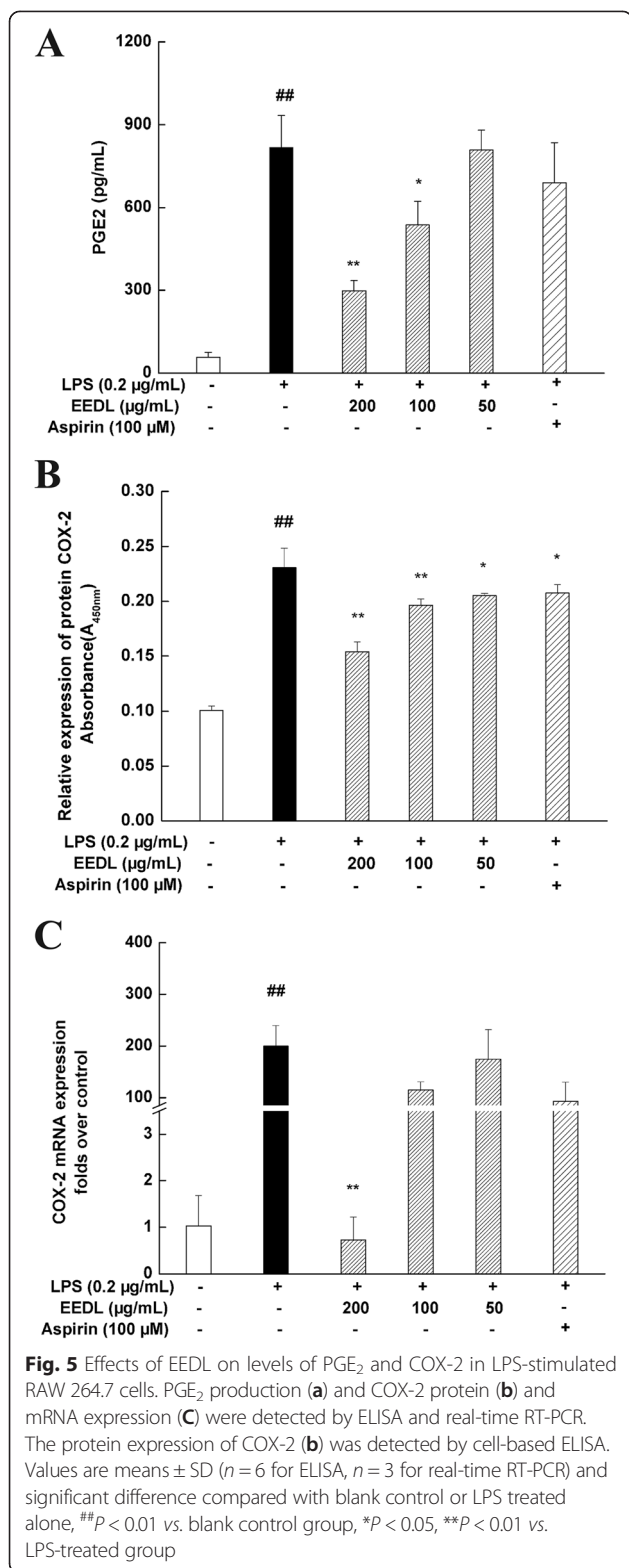 A
1200
##
900
*
PGE2 (pg/mL)
600
**
300
0
LPS (0.2 µg/mL) - + + + + +
EEDL (µg/mL) - - 200 100 50 -
Aspirin (100 µM) - - - - - +
B
0.30
##
0.25
** * *
0.20
**
Relative expression of protein COX-2
Absorbance(A450nm)
0.15
0.10
0.05
0.00
LPS (0.2 µg/mL) - + + + + +
EEDL (µg/mL) - - 200 100 50 -
Aspirin (100 µM) - - - - - +
C
400
300
##
200
100
COX-2 mRNA expression
folds over control
3
2
**
1
0
LPS (0.2 µg/mL) - + + + + +
EEDL (µg/mL) - - 200 100 50 -
Aspirin (100 µM) - - - - - +
Fig. 5 Effects of EEDL on levels of PGE2 and COX-2 in LPS-stimulated
RAW 264.7 cells. PGE2 production (a) and COX-2 protein (b) and
mRNA expression (C) were detected by ELISA and real-time RT-PCR.
The protein expression of COX-2 (b) was detected by cell-based ELISA.
Values are means ± SD (n = 6 for ELISA, n = 3 for real-time RT-PCR) and
significant difference compared with blank control or LPS treated
alone, ##P < 0.01 vs. blank control group, *P < 0.05, **P < 0.01 vs.
LPS-treated group